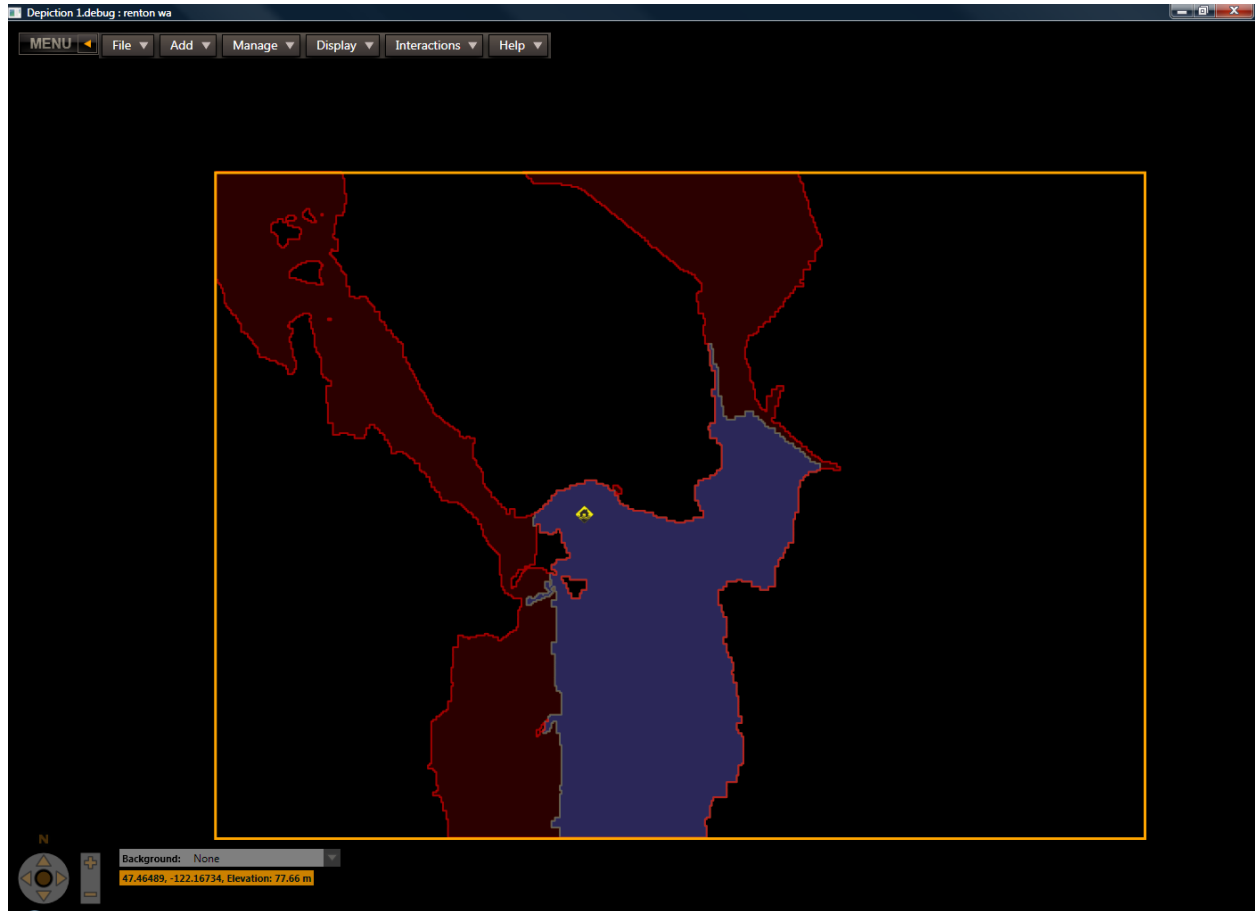 Depiction 1.debug : renton wa
MENU File Add Manage Display Interactions Help
N
Background: None
47.46489, -122.16734, Elevation: 77.66 m